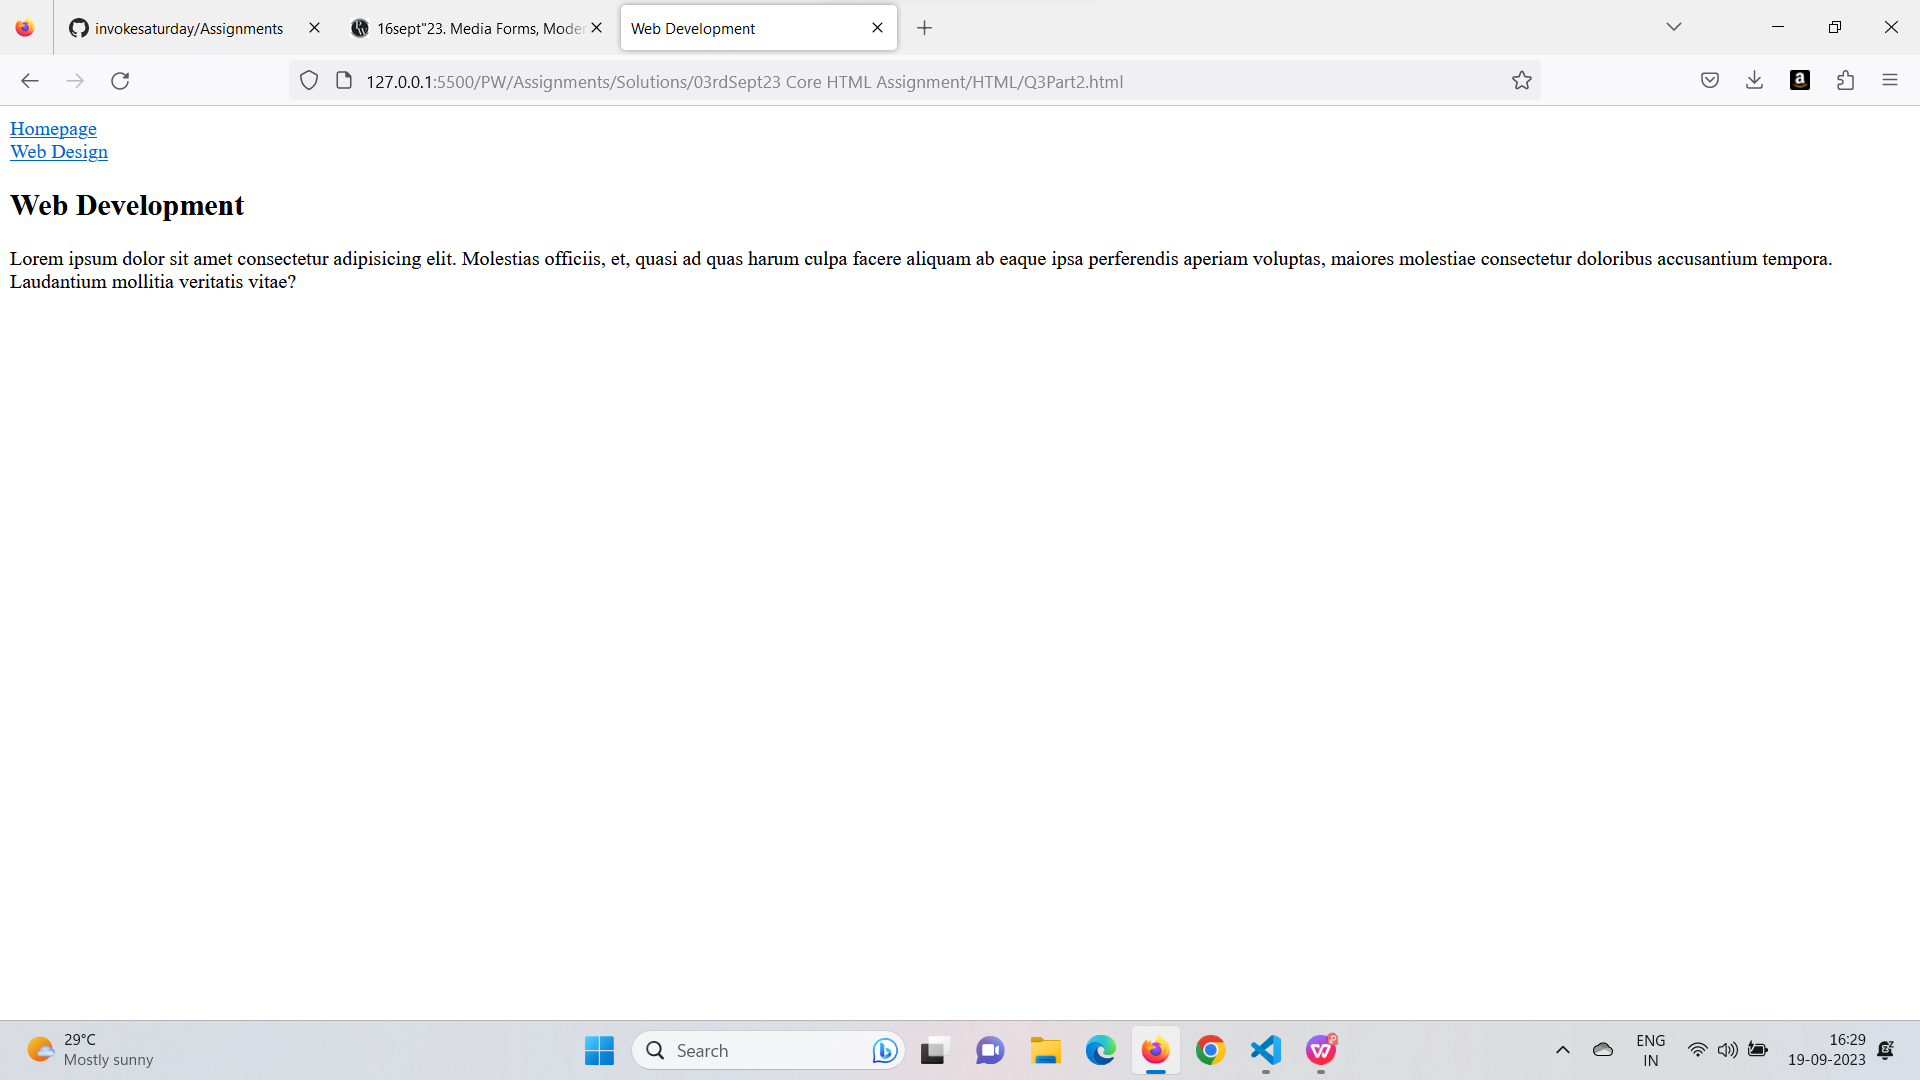 invokesaturday/Assignments
16sept"23. Media Forms, Moder
Web Development
127.0.0.1:5500/PW/Assignments/Solutions/03rdSept23 Core HTML Assignment/HTML/Q3Part2.html
Homepage
Web Design
Web Development
Lorem ipsum dolor sit amet consectetur adipisicing elit. Molestias officiis, et, quasi ad quas harum culpa facere aliquam ab eaque ipsa perferendis aperiam voluptas, maiores molestiae consectetur doloribus accusantium tempora.
Laudantium mollitia veritatis vitae?
29°C
Mostly sunny
Search
ENG
IN
16:29
19-09-2023